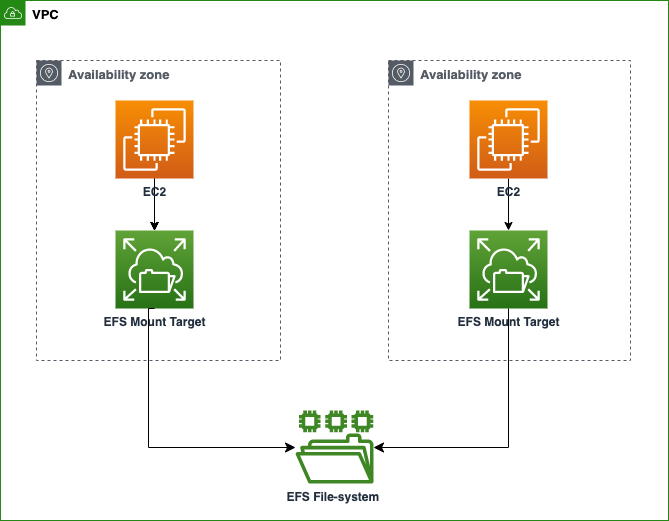 VPC
Availability zone
Availability zone
EC2
EC2
EFS Mount Target
EFS Mount Target
EFS File-system